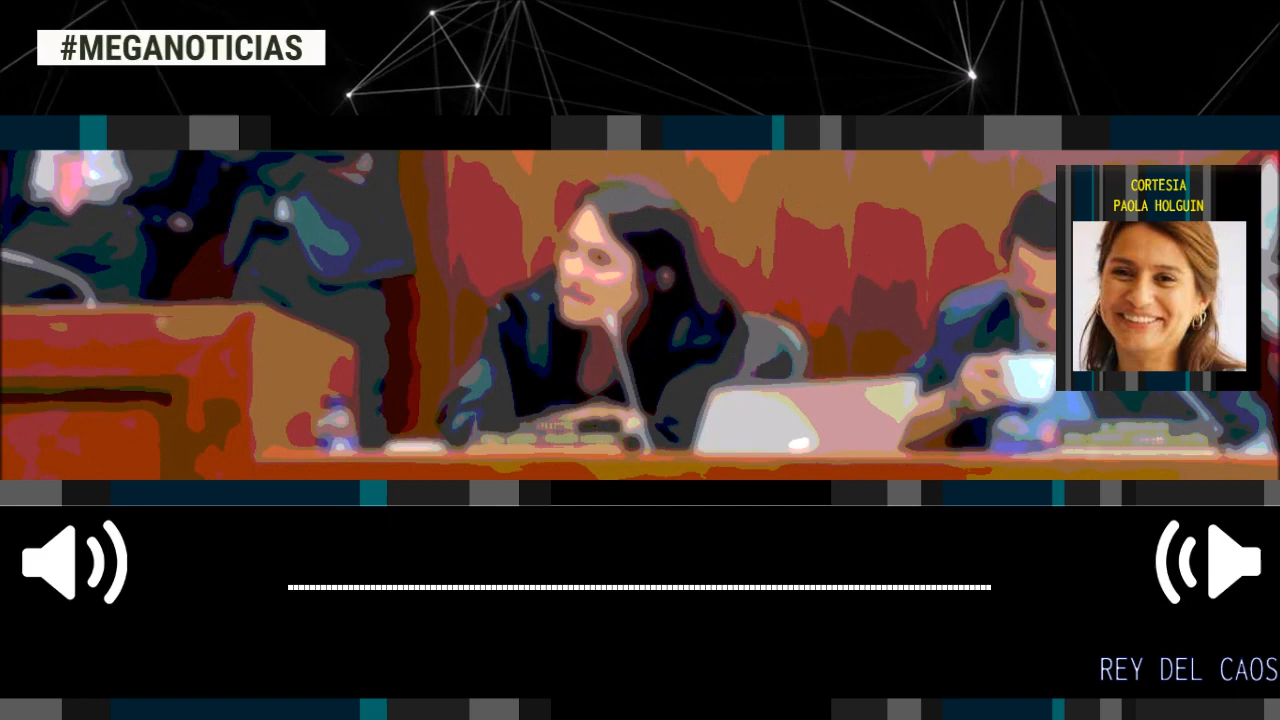 #MEGANOTICIAS
CORTESIA
PAOLA HOLGUIN
REY DEL CAOS